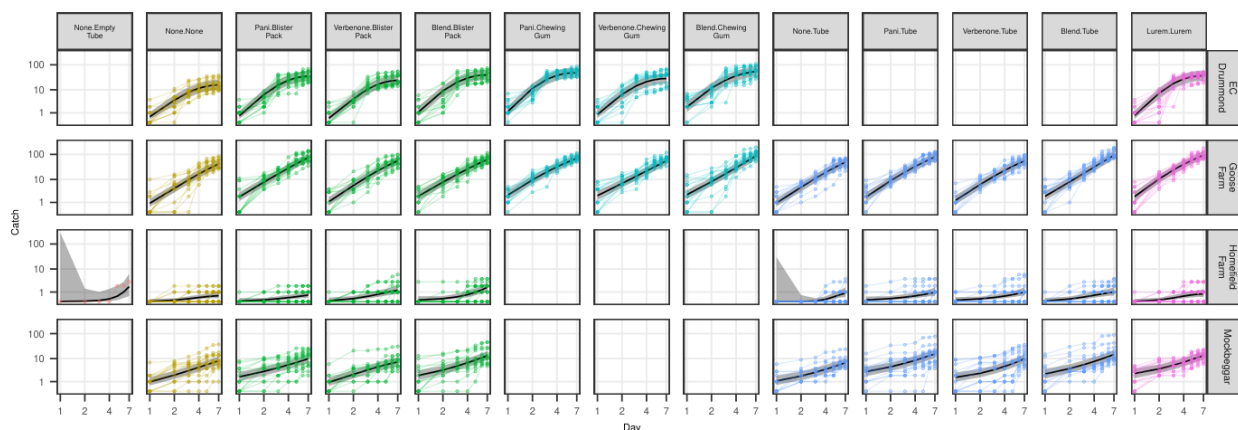 None.Empty
Tube
None.None
Pani.Blister
Pack
Verbenone.Blister
Pack
Blend.Blister
Pack
Pani.Chewing
Gum
Verbenone.Chewing
Gum
Blend.Chewing
Gum
None.Tube
Pani.Tube
Verbenone.Tube
Blend.Tube
Lurem.Lurem
100
10
1
EC
Drummond
100
10
1
Goose
Farm
Catch
100
10
1
Homefield
Farm
100
10
1
Mockbeggar
1 2 4 7 1 2 4 7 1 2 4 7 1 2 4 7 1 2 4 7 1 2 4 7 1 2 4 7 1 2 4 7 1 2 4 7 1 2 4 7 1 2 4 7 1 2 4 7 1 2 4 7
Day